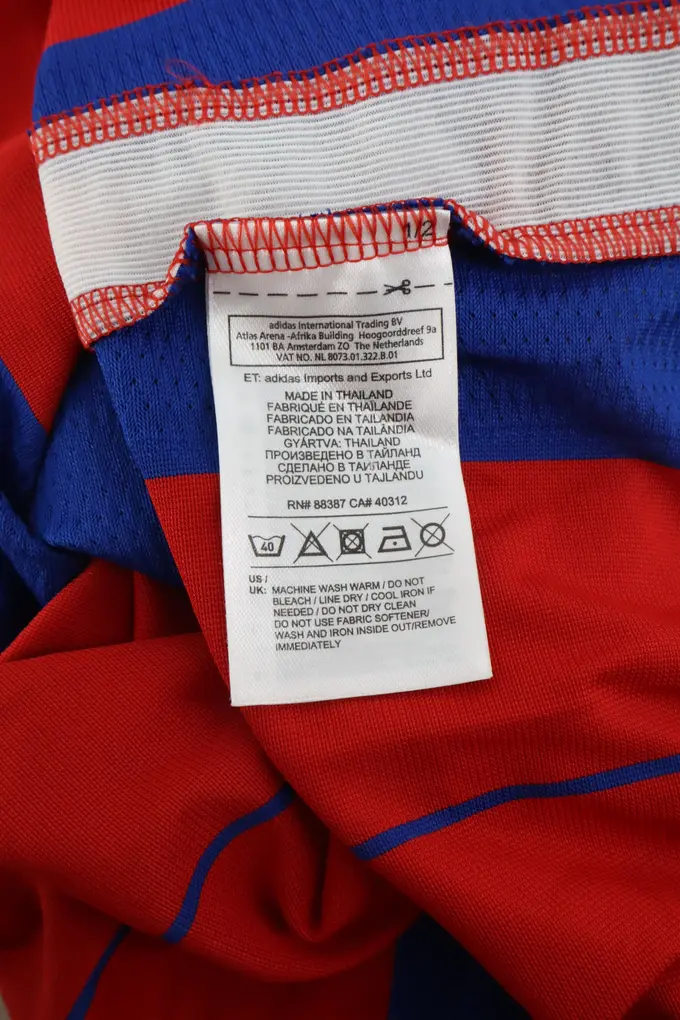 1/2
adidas International Trading BV
Atlas Arena -Afrika Building Hoogoorddreef 9a
1101 BA Amsterdam ZO The Netherlands
VAT NO. NL 8073.01.322.B.01
ET: adidas Imports and Exports Ltd
MADE IN THAILAND
FABRIQUÉ EN THAÏLANDE
FABRICADO EN TAILANDIA
FABRICADO NA TAILÂNDIA
GYÁRTVA: THAILAND
ПРОИЗВЕДЕНО В ТАЙЛАНД
СДЕЛАНО В ТАИЛАНДЕ
PROIZVEDENO U TAJLANDU
RN# 88387 CA# 40312
40
US /
UK: MACHINE WASH WARM / DO NOT
BLEACH / LINE DRY / COOL IRON IF
NEEDED / DO NOT DRY CLEAN
DO NOT USE FABRIC SOFTENER/
WASH AND IRON INSIDE OUT/REMOVE
IMMEDIATELY